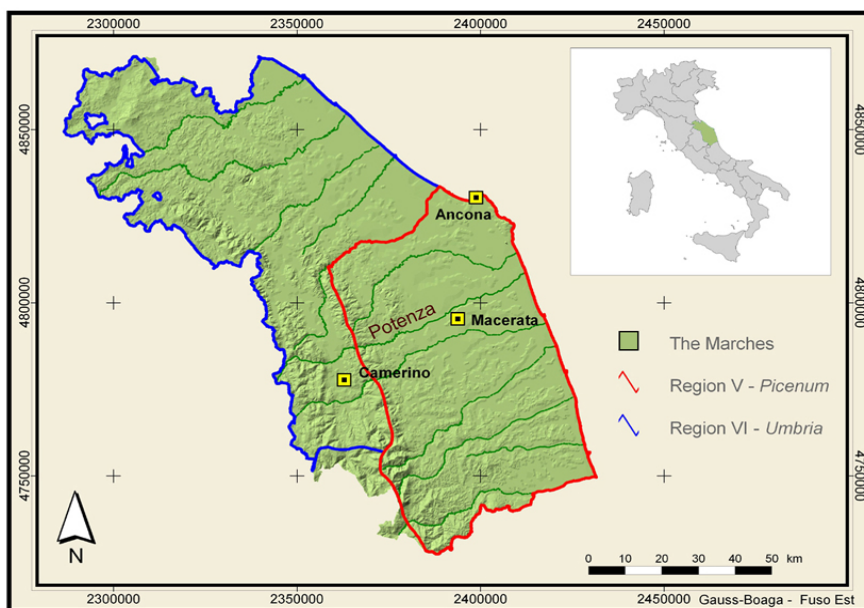 2300000 2350000 2400000 2450000
4850000
4850000
Ancona
4800000
4800000
Potenza
Macerata
Camerino
The Marches
Region V - Picenum
Region VI - Umbria
4750000
4750000
N
0 10 20 30 40 50 km
2300000 2350000 2400000 2450000
Gauss-Boaga - Fuso Est